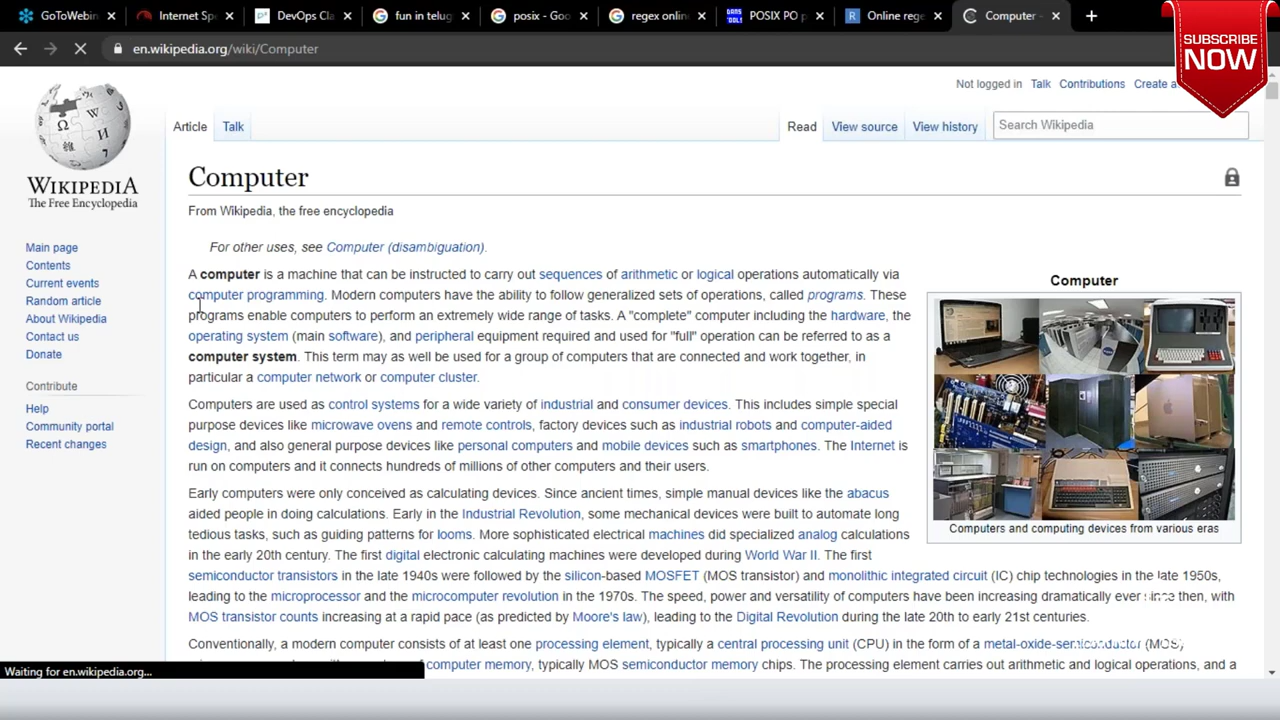 GoToWebin
Internet Sp
DevOps Cla
fun in telug
posix - Goo
regex onlin
POSIX PO p
Online rege
Computer -
SUBSCRIBE
NOW
en.wikipedia.org/wiki/Computer
Not logged in Talk Contributions Create a
Article Talk Read View source View history Search Wikipedia
WIKIPEDIA
The Free Encyclopedia
Main page
Contents
Current events
Random article
About Wikipedia
Contact us
Donate
Contribute
Help
Community portal
Recent changes
Computer
From Wikipedia, the free encyclopedia
For other uses, see Computer (disambiguation).
A computer is a machine that can be instructed to carry out sequences of arithmetic or logical operations automatically via
computer programming. Modern computers have the ability to follow generalized sets of operations, called programs. These
programs enable computers to perform an extremely wide range of tasks. A "complete" computer including the hardware, the
operating system (main software), and peripheral equipment required and used for "full" operation can be referred to as a
computer system. This term may as well be used for a group of computers that are connected and work together, in
particular a computer network or computer cluster.
Computers are used as control systems for a wide variety of industrial and consumer devices. This includes simple special
purpose devices like microwave ovens and remote controls, factory devices such as industrial robots and computer-aided
design, and also general purpose devices like personal computers and mobile devices such as smartphones. The Internet is
run on computers and it connects hundreds of millions of other computers and their users.
Early computers were only conceived as calculating devices. Since ancient times, simple manual devices like the abacus
aided people in doing calculations. Early in the Industrial Revolution, some mechanical devices were built to automate long
tedious tasks, such as guiding patterns for looms. More sophisticated electrical machines did specialized analog calculations
in the early 20th century. The first digital electronic calculating machines were developed during World War II. The first
semiconductor transistors in the late 1940s were followed by the silicon-based MOSFET (MOS transistor) and monolithic integrated circuit (IC) chip technologies in the late 1950s,
leading to the microprocessor and the microcomputer revolution in the 1970s. The speed, power and versatility of computers have been increasing dramatically ever since then, with
MOS transistor counts increasing at a rapid pace (as predicted by Moore's law), leading to the Digital Revolution during the late 20th to early 21st centuries.
Conventionally, a modern computer consists of at least one processing element, typically a central processing unit (CPU) in the form of a metal-oxide-semiconductor (MOS)
computer memory, typically MOS semiconductor memory chips. The processing element carries out arithmetic and logical operations, and a
Computer
Computers and computing devices from various eras
Waiting for en.wikipedia.org...